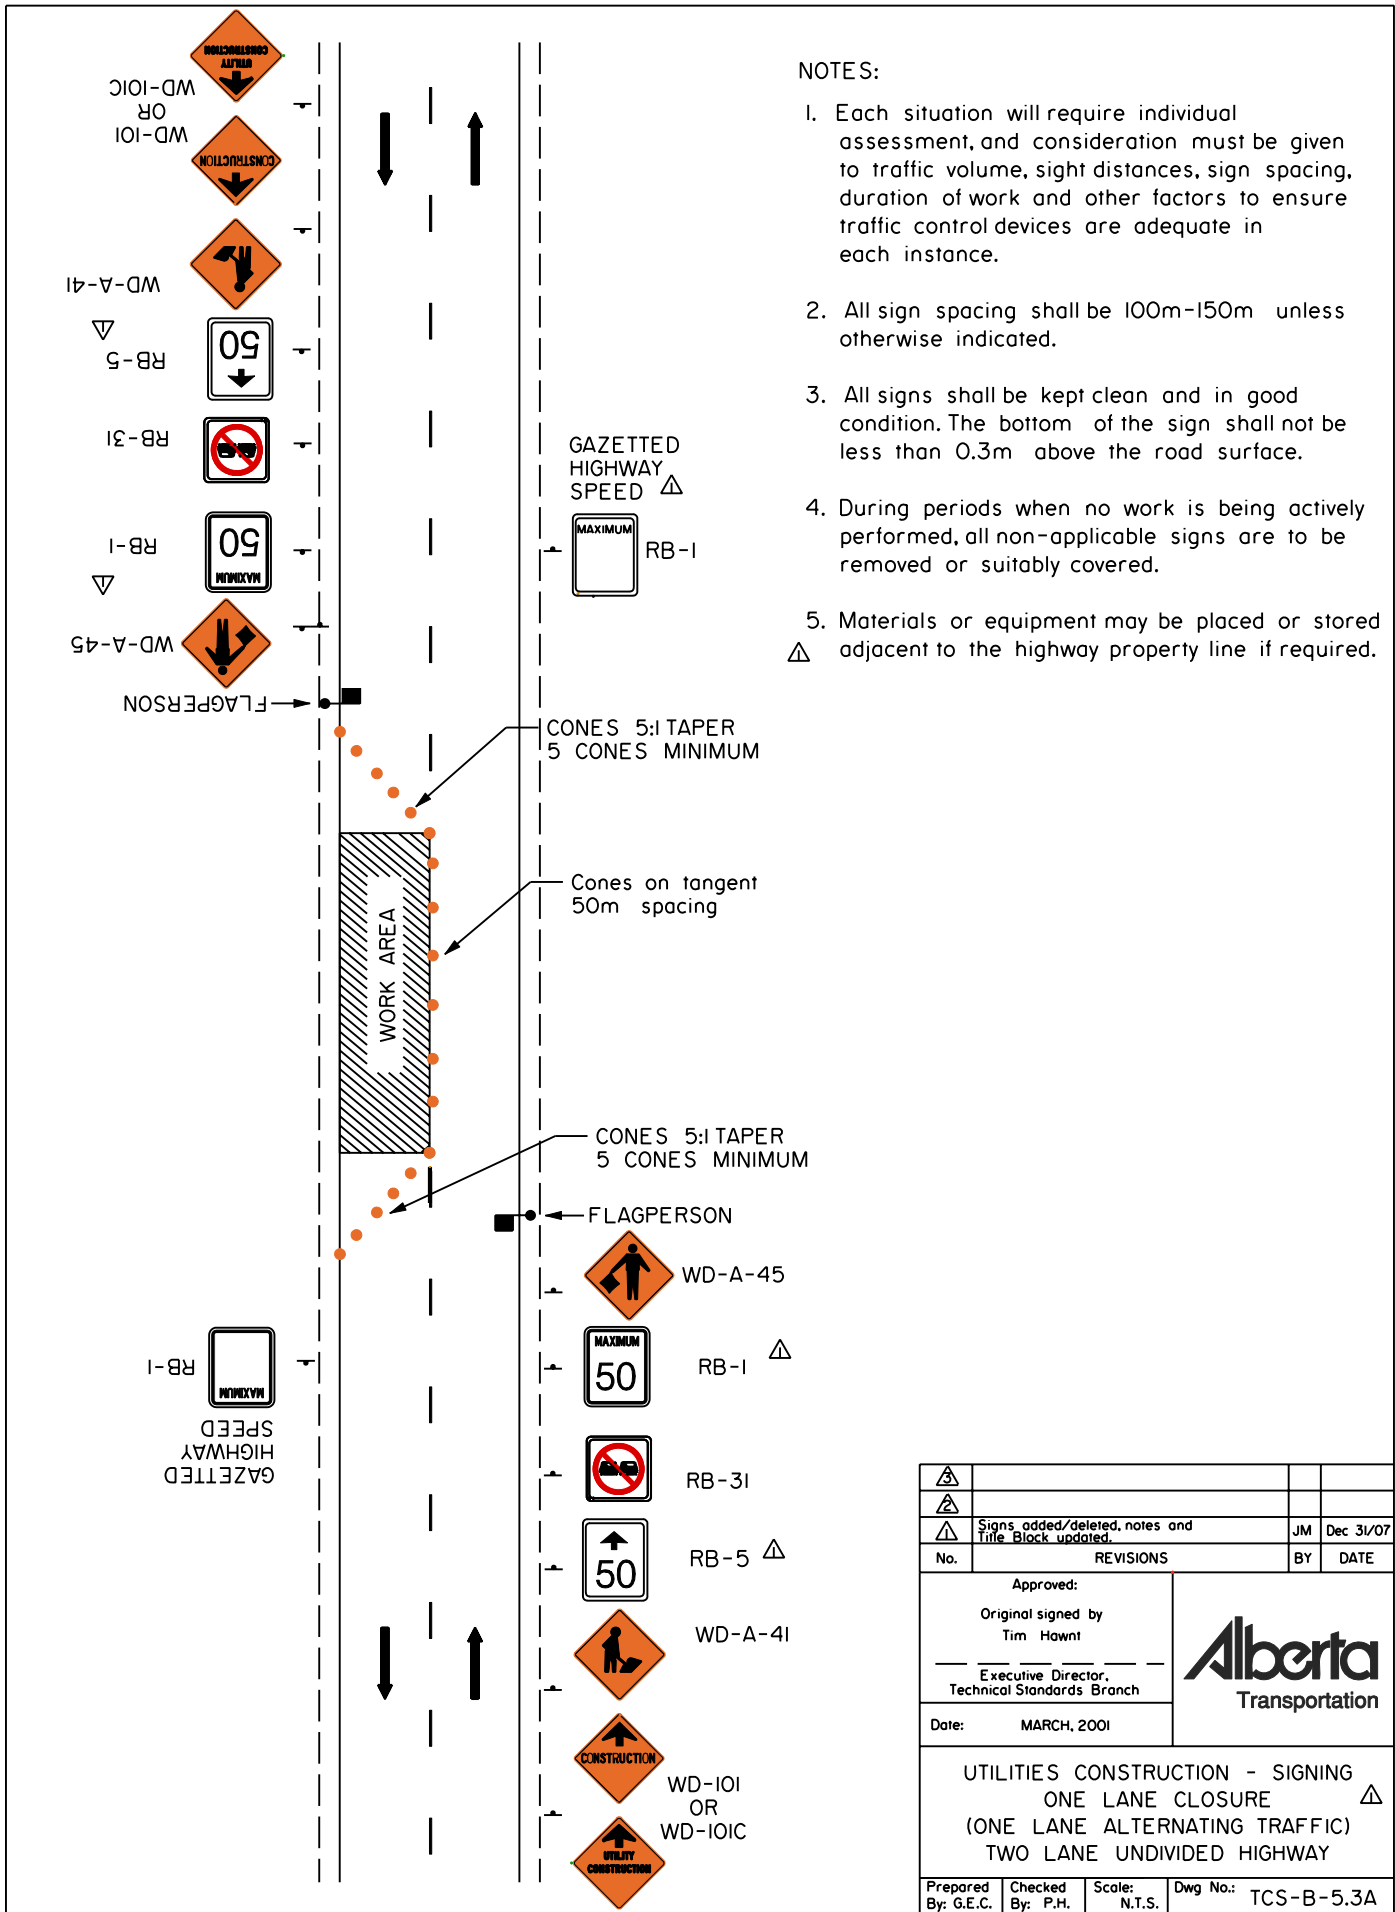 UTILITY
CONSTRUCTION
WD-101C
OR
WD-101
CONSTRUCTION
WD-A-41
50
RB-5
RB-31
50
MAXIMUM
RB-1
WD-A-45
FLAGPERSON
GAZETTED
HIGHWAY
SPEED 1
MAXIMUM
RB-1
CONES 5:1 TAPER
5 CONES MINIMUM
Cones on tangent
50m spacing
WORK AREA
CONES 5:1 TAPER
5 CONES MINIMUM
FLAGPERSON
WD-A-45
MAXIMUM
50
RB-1 1
RB-31
50
RB-5 1
WD-A-41
CONSTRUCTION
WD-101
OR
WD-101C
UTILITY
CONSTRUCTION
RB-1
MAXIMUM
GAZETTED
HIGHWAY
SPEED
NOTES:
1. Each situation will require individual
assessment, and consideration must be given
to traffic volume, sight distances, sign spacing,
duration of work and other factors to ensure
traffic control devices are adequate in
each instance.
2. All sign spacing shall be 100m-150m unless
otherwise indicated.
3. All signs shall be kept clean and in good
condition. The bottom of the sign shall not be
less than 0.3m above the road surface.
4. During periods when no work is being actively
performed, all non-applicable signs are to be
removed or suitably covered.
5. Materials or equipment may be placed or stored
1 adjacent to the highway property line if required.
3
2
1 Signs added/deleted, notes and
Title Block updated. JM Dec 31/07
No. REVISIONS BY DATE
Approved:
Original signed by
Tim Hawnt
Executive Director,
Technical Standards Branch
Date: MARCH, 2001
Alberta
Transportation
UTILITIES CONSTRUCTION - SIGNING
ONE LANE CLOSURE 1
(ONE LANE ALTERNATING TRAFFIC)
TWO LANE UNDIVIDED HIGHWAY
Prepared
By: G.E.C.
Checked
By: P.H.
Scale:
N.T.S.
Dwg No.: TCS-B-5.3A